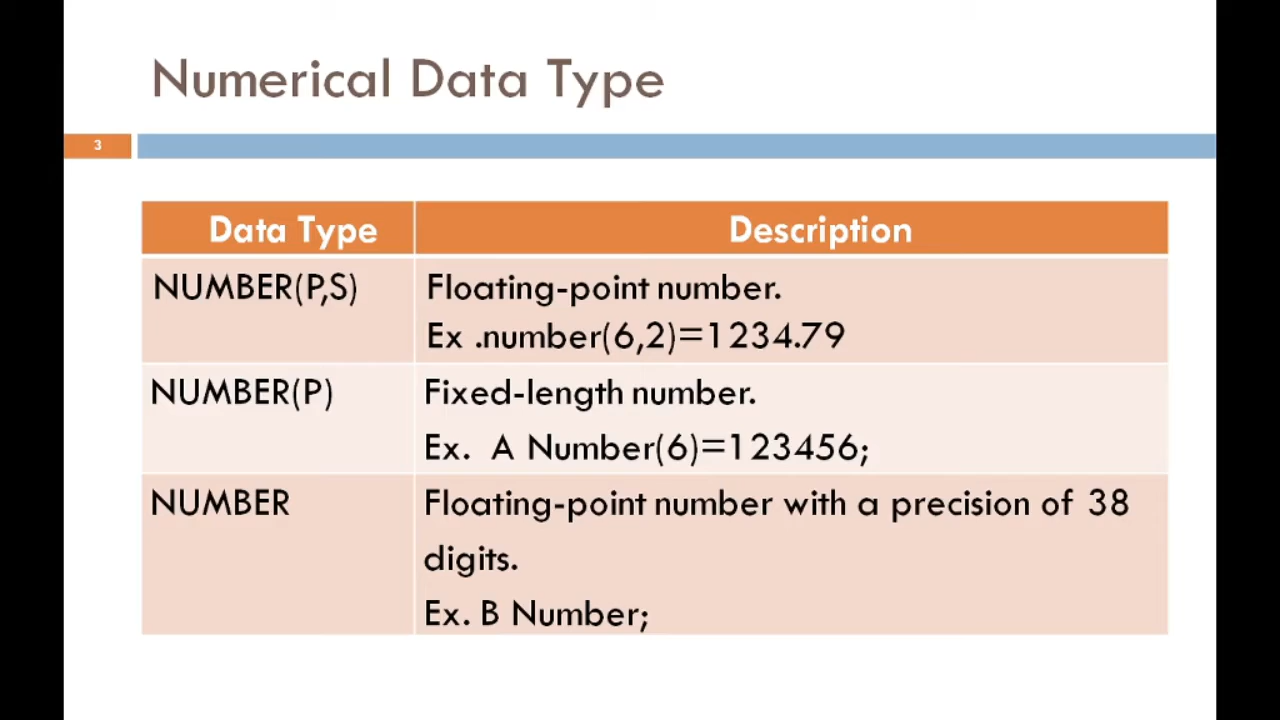 Numerical Data Type
3
Data Type
Description
NUMBER(P,S)
Floating-point number.
Ex .number(6,2)=1234.79
NUMBER(P)
Fixed-length number.
Ex.  A Number(6)=123456;
NUMBER
Floating-point number with a precision of 38
digits.
Ex. B Number;